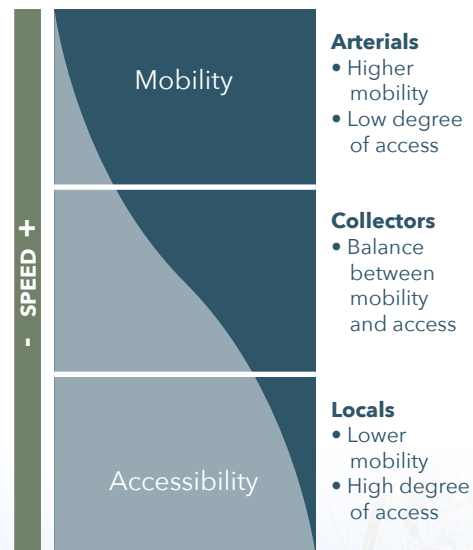 - SPEED +
Mobility
Arterials
• Higher
mobility
• Low degree
of access
Collectors
• Balance
between
mobility
and access
Accessibility
Locals
• Lower
mobility
• High degree
of access